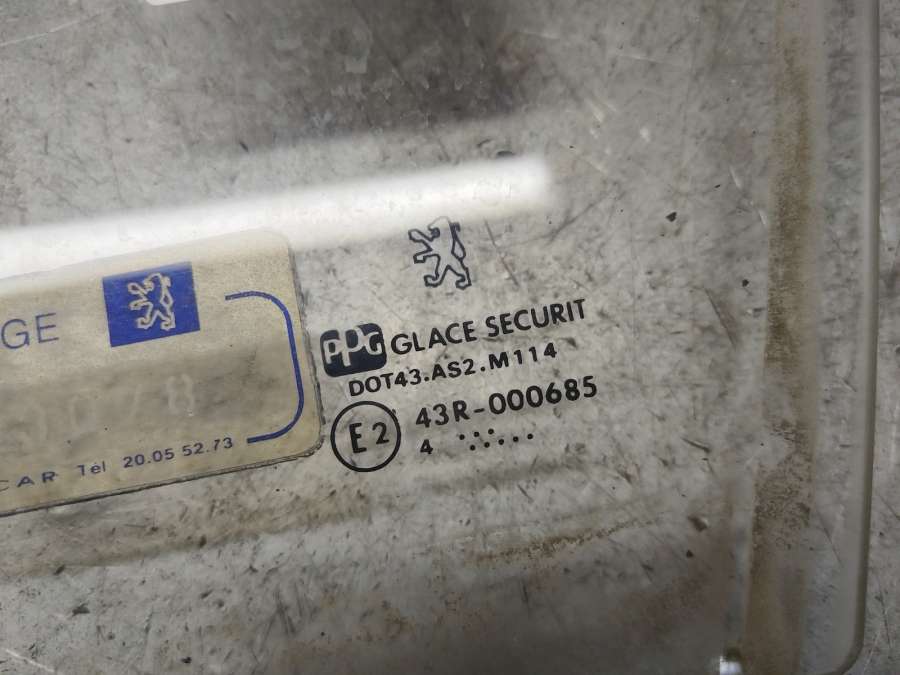 GE
CAR Tél 20.05 52.73
PPG GLACE SECURIT
DOT43.AS2.M114
E2 43R-000685
4